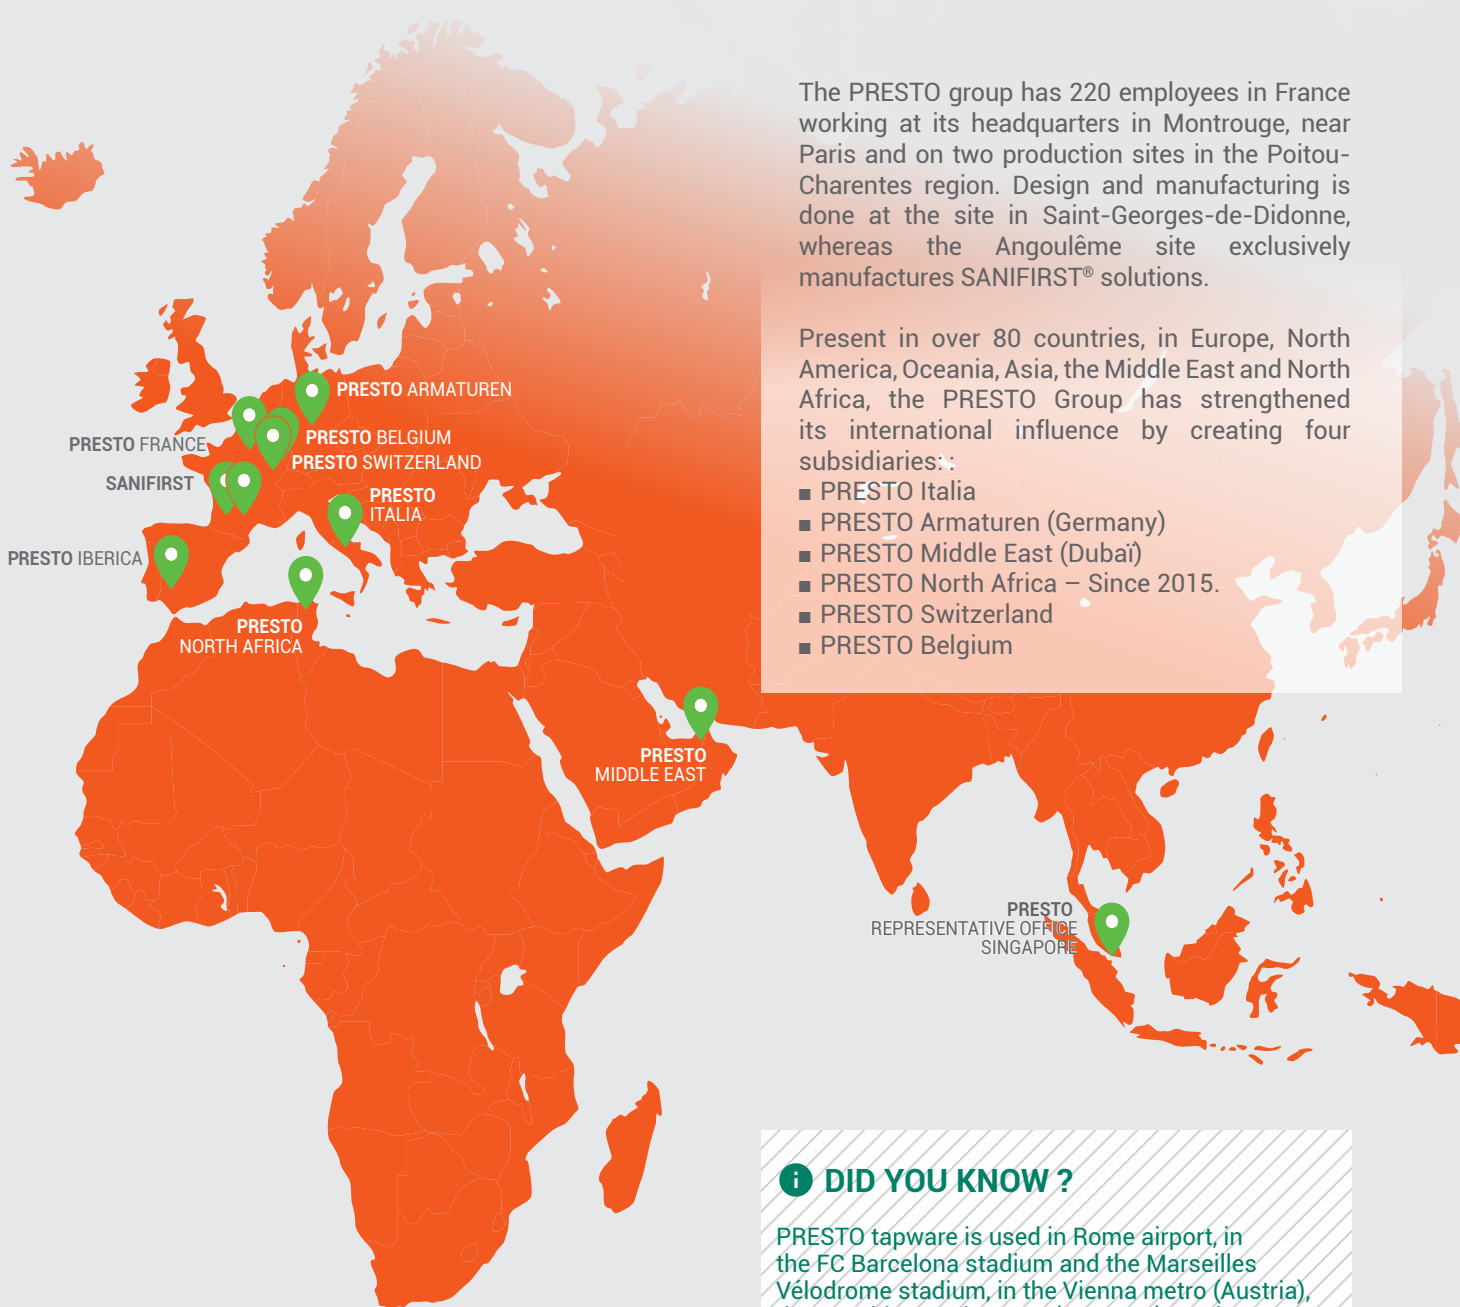 The PRESTO group has 220 employees in France
working at its headquarters in Montrouge, near
Paris and on two production sites in the Poitou-
Charentes region. Design and manufacturing is
done at the site in Saint-Georges-de-Didonne,
whereas the Angoulême site exclusively
manufactures SANIFIRST® solutions.
Present in over 80 countries, in Europe, North
America, Oceania, Asia, the Middle East and North
Africa, the PRESTO Group has strengthened
its international influence by creating four
subsidiaries: :
■ PRESTO Italia
■ PRESTO Armaturen (Germany)
■ PRESTO Middle East (Dubaï)
■ PRESTO North Africa – Since 2015.
■ PRESTO Switzerland
■ PRESTO Belgium
PRESTO ARMATUREN
PRESTO FRANCE
PRESTO BELGIUM
PRESTO SWITZERLAND
SANIFIRST
PRESTO
ITALIA
PRESTO IBERICA
PRESTO
NORTH AFRICA
PRESTO
MIDDLE EAST
PRESTO
REPRESENTATIVE OFFICE
SINGAPORE
i DID YOU KNOW ?
PRESTO tapware is used in Rome airport, in
the FC Barcelona stadium and the Marseilles
Vélodrome stadium, in the Vienna metro (Austria),